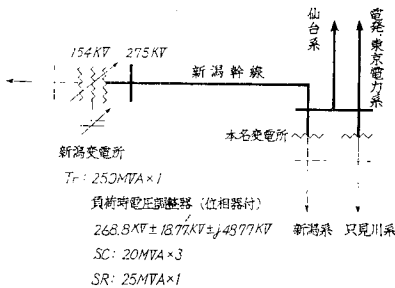 仙台系
電発・東京電力系
154KV
275KV
新潟幹線
本名変電所
新潟変電所
Tr: 250MVA×1
負荷時電圧調整器(位相器付)
268.8KV±18.77KV±j48.77KV
SC: 20MVA×3
SR: 25MVA×1
新潟系
只見川系